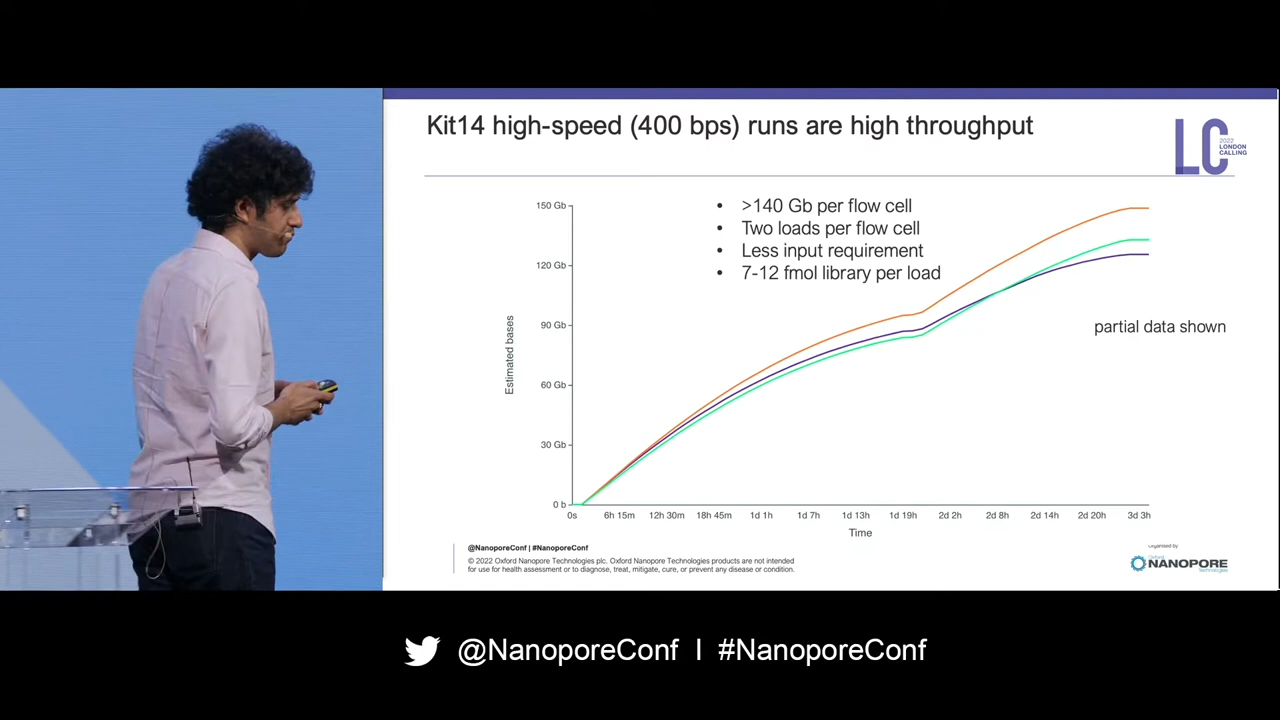 Kit14 high-speed (400 bps) runs are high throughput
LC
2022
LONDON
CALLING
• >140 Gb per flow cell
• Two loads per flow cell
• Less input requirement
• 7-12 fmol library per load
150 Gb
120 Gb
90 Gb
60 Gb
30 Gb
0 b
Estimated bases
partial data shown
0s 6h 15m 12h 30m 18h 45m 1d 1h 1d 7h 1d 13h 1d 19h 2d 2h 2d 8h 2d 14h 2d 20h 3d 3h
Time
@NanoporeConf | #NanoporeConf
© 2022 Oxford Nanopore Technologies plc. Oxford Nanopore Technologies products are not intended
for use for health assessment or to diagnose, treat, mitigate, cure, or prevent any disease or condition.
Organised by
Oxford
NANOPORE
Technologies
@NanoporeConf | #NanoporeConf